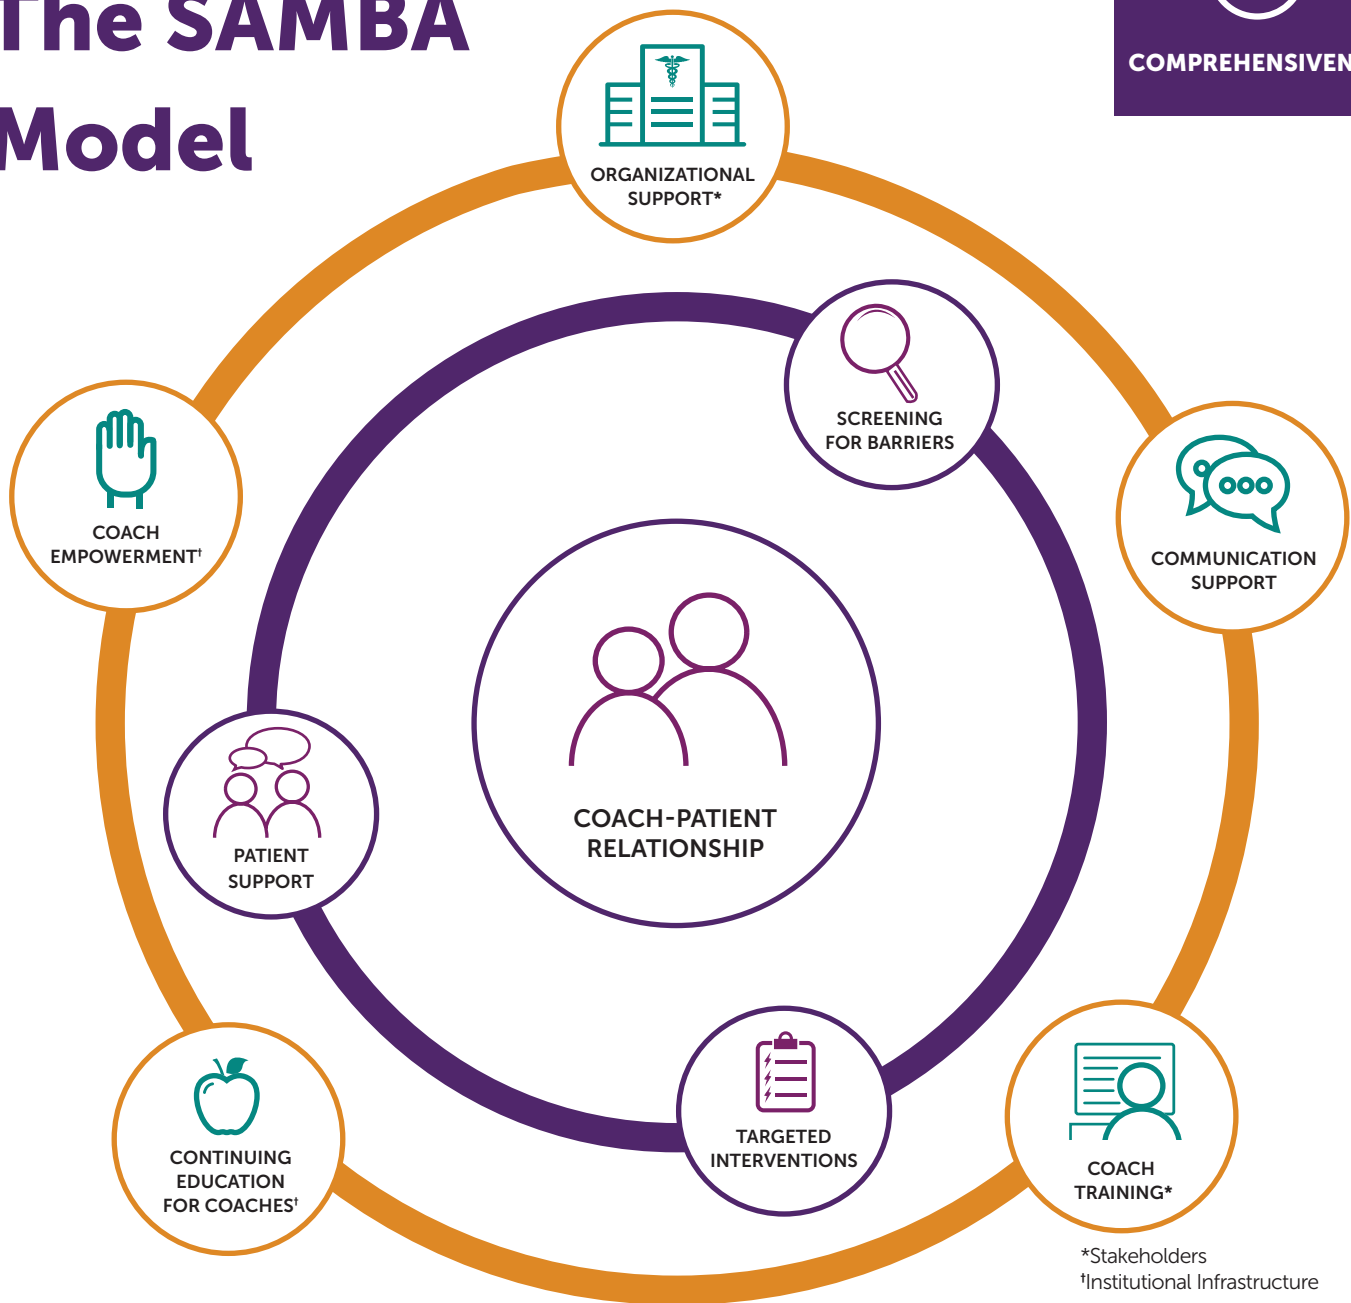 The SAMBA
Model
ORGANIZATIONAL
SUPPORT*
SCREENING
FOR BARRIERS
COACH
EMPOWERMENT†
COMMUNICATION
SUPPORT
COACH-PATIENT
RELATIONSHIP
PATIENT
SUPPORT
TARGETED
INTERVENTIONS
CONTINUING
EDUCATION
FOR COACHES†
COACH
TRAINING*
*Stakeholders
†Institutional Infrastructure